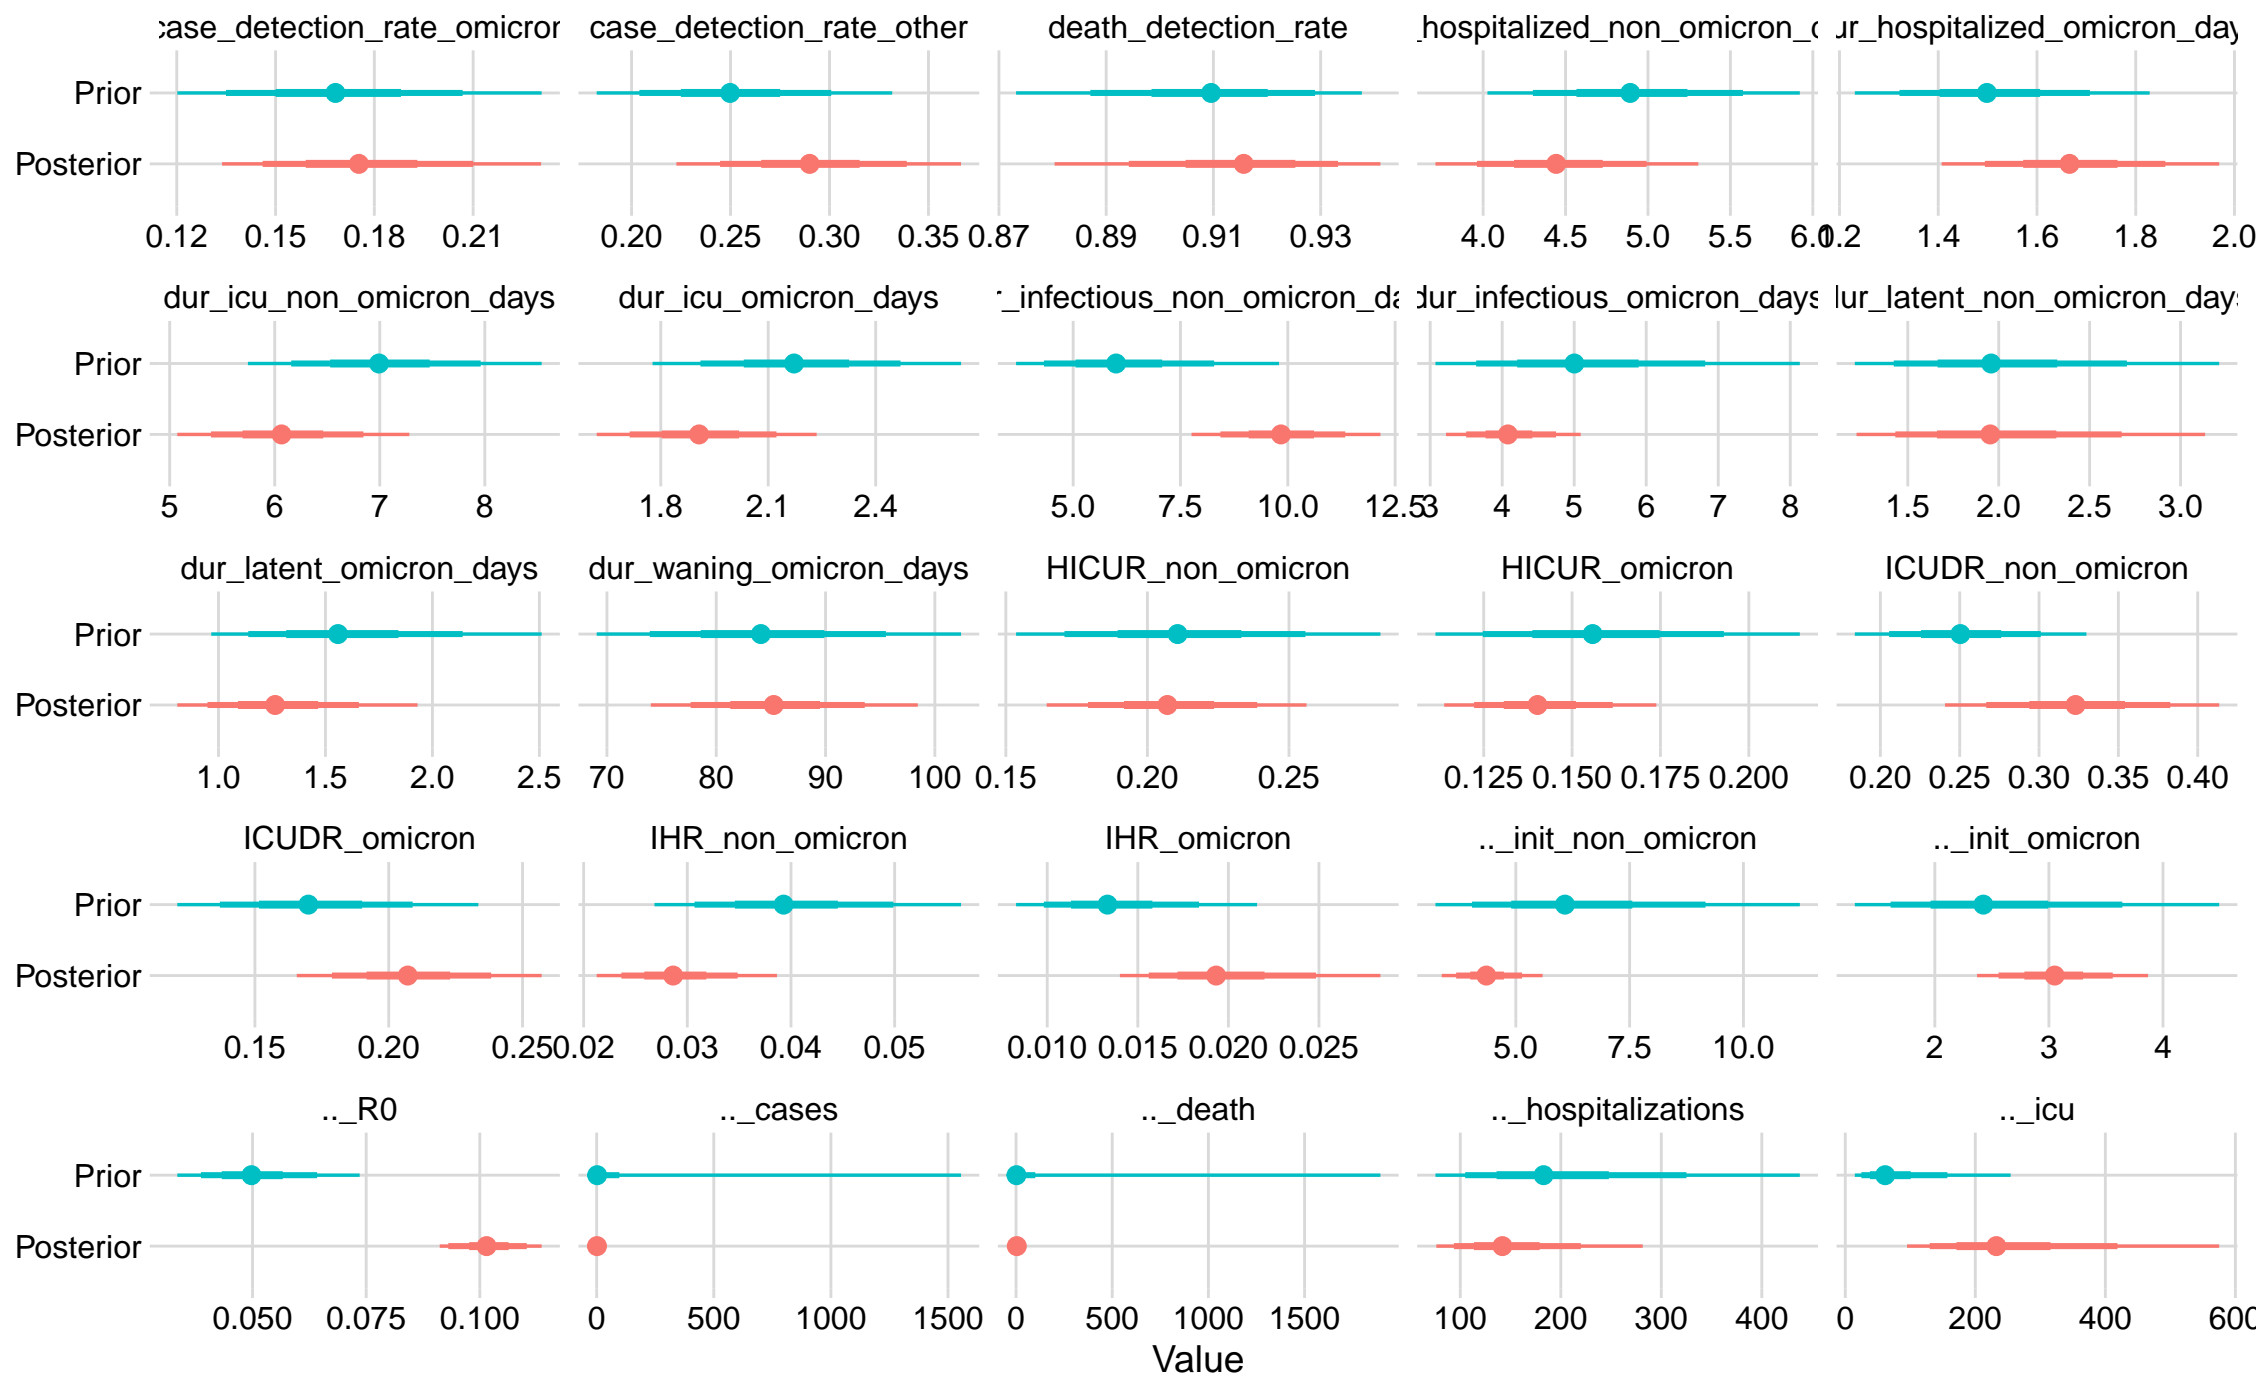 case_detection_rate_omicron case_detection_rate_other death_detection_rate _hospitalized_non_omicron_ ur_hospitalized_omicron_day
Prior
Posterior
0.12 0.15 0.18 0.21 0.20 0.25 0.30 0.35 0.87 0.89 0.91 0.93 4.0 4.5 5.0 5.5 6.0 1.2 1.4 1.6 1.8 2.0
dur_icu_non_omicron_days dur_icu_omicron_days r_infectious_non_omicron_da dur_infectious_omicron_days dur_latent_non_omicron_days
Prior
Posterior
5 6 7 8 1.8 2.1 2.4 5.0 7.5 10.0 12.5 3 4 5 6 7 8 1.5 2.0 2.5 3.0
dur_latent_omicron_days dur_waning_omicron_days HICUR_non_omicron HICUR_omicron ICUDR_non_omicron
Prior
Posterior
1.0 1.5 2.0 2.5 70 80 90 100 0.15 0.20 0.25 0.125 0.150 0.175 0.200 0.20 0.25 0.30 0.35 0.40
ICUDR_omicron IHR_non_omicron IHR_omicron .._init_non_omicron .._init_omicron
Prior
Posterior
0.15 0.20 0.25 0.02 0.03 0.04 0.05 0.010 0.015 0.020 0.025 5.0 7.5 10.0 2 3 4
.._R0 .._cases .._death .._hospitalizations .._icu
Prior
Posterior
0.050 0.075 0.100 0 500 1000 1500 0 500 1000 1500 100 200 300 400 0 200 400 600
Value